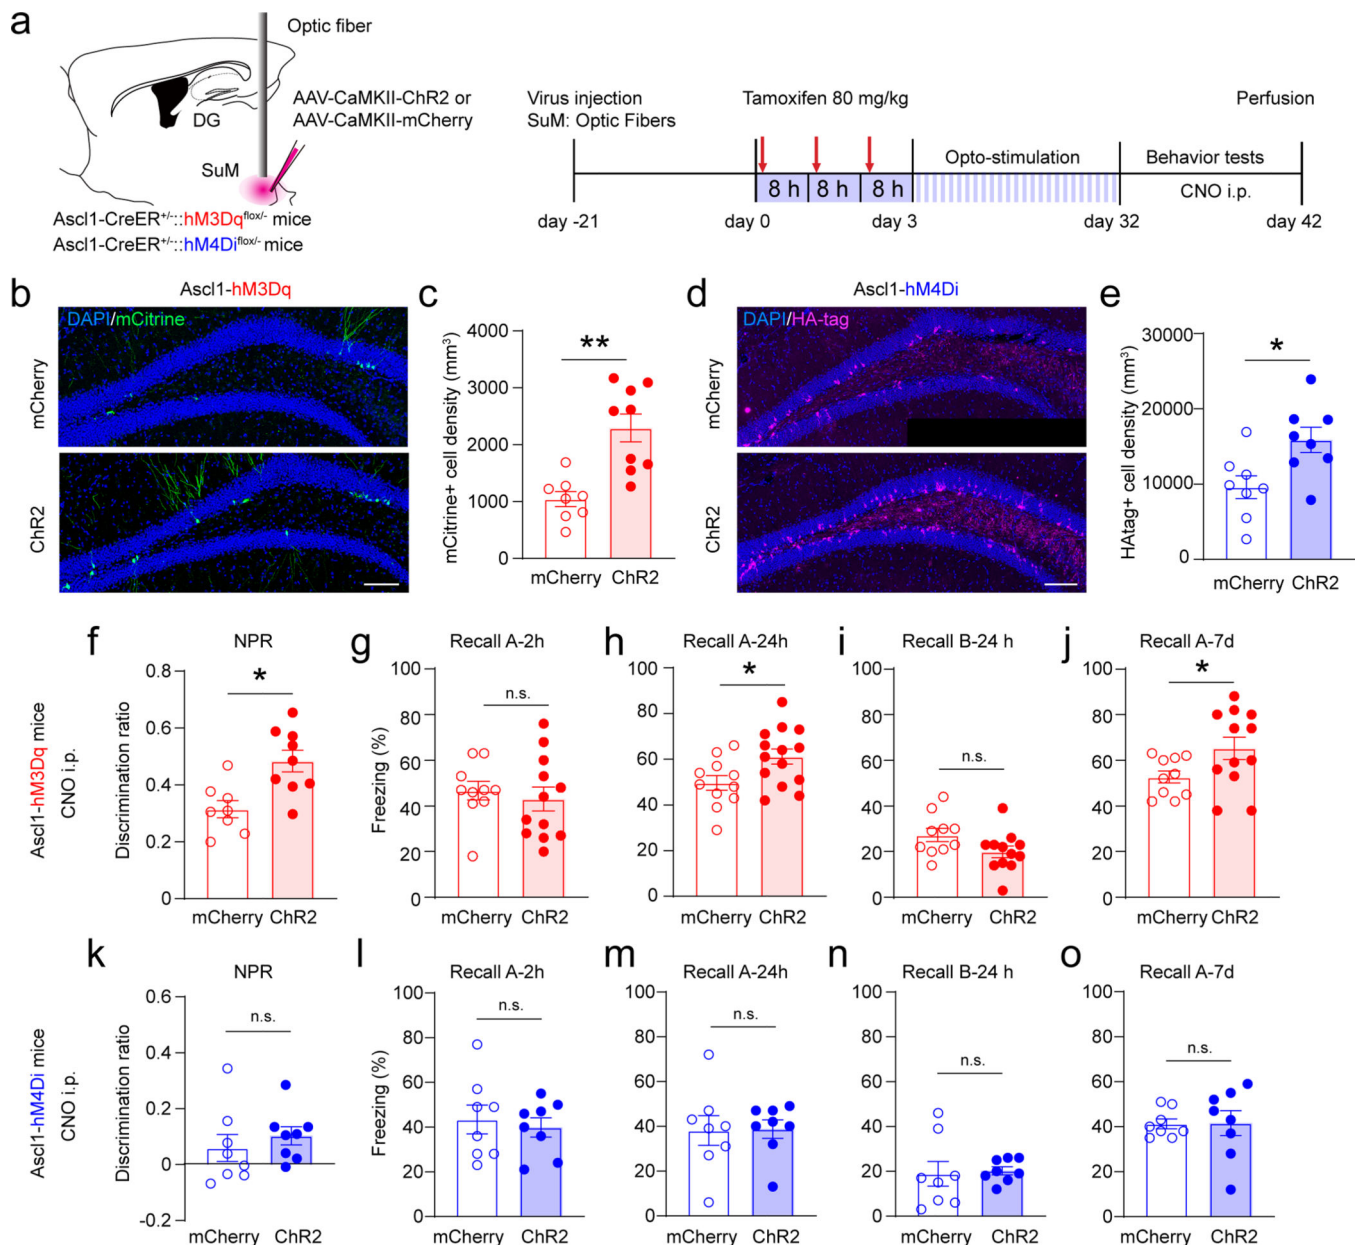 a
Optic fiber
AAV-CaMKII-ChR2 or
AAV-CaMKII-mCherry
DG
SuM
Ascl1-CreER+/-::hM3Dqflox/- mice
Ascl1-CreER+/-::hM4Diflox/- mice
Virus injection
SuM: Optic Fibers
Tamoxifen 80 mg/kg
Perfusion
8 h
8 h
8 h
Opto-stimulation
Behavior tests
CNO i.p.
day -21
day 0
day 3
day 32
day 42
b
Ascl1-hM3Dq
DAPI/mCitrine
mCherry
ChR2
c
mCitrine+ cell density (mm3)
4000
3000
2000
1000
0
**
mCherry
ChR2
d
Ascl1-hM4Di
DAPI/HA-tag
mCherry
ChR2
e
HAtag+ cell density (mm3)
30000
20000
10000
0
*
mCherry
ChR2
Ascl1-hM3Dq mice
CNO i.p.
f
NPR
Discrimination ratio
0.8
0.6
0.4
0.2
0
*
mCherry
ChR2
g
Recall A-2h
Freezing (%)
100
80
60
40
20
0
n.s.
mCherry
ChR2
h
Recall A-24h
100
80
60
40
20
0
*
mCherry
ChR2
i
Recall B-24 h
100
80
60
40
20
0
n.s.
mCherry
ChR2
j
Recall A-7d
100
80
60
40
20
0
*
mCherry
ChR2
Ascl1-hM4Di mice
CNO i.p.
k
NPR
Discrimination ratio
0.6
0.4
0.2
0
-0.2
n.s.
mCherry
ChR2
l
Recall A-2h
Freezing (%)
100
80
60
40
20
0
n.s.
mCherry
ChR2
m
Recall A-24h
100
80
60
40
20
0
n.s.
mCherry
ChR2
n
Recall B-24 h
100
80
60
40
20
0
n.s.
mCherry
ChR2
o
Recall A-7d
100
80
60
40
20
0
n.s.
mCherry
ChR2